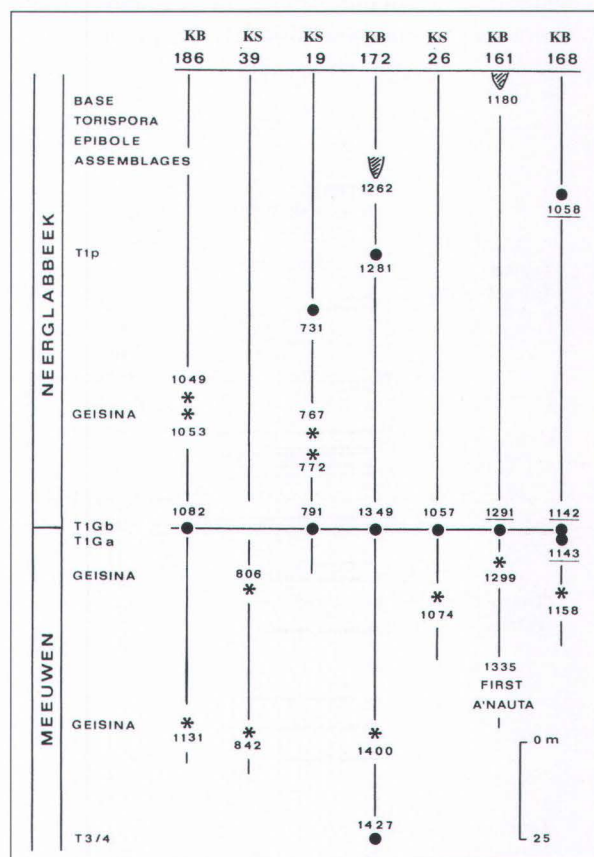 KB KS KS KB KS KB KB
186 39 19 172 26 161 168
BASE
1180
TORISPORA
EPIBOLE
ASSEMBLAGES
1262
1058
T1p
1281
731
1049
767
GEISINA
1053
772
1082 791 1349 1057 1291 1142
T1Gb
T1Ga
1143
GEISINA
806
1299
1074
1158
1335
FIRST
A'NAUTA
GEISINA
1131
842
1400
0 m
1427
T3/4
25
NEERGLABBEEK
MEEUWEN